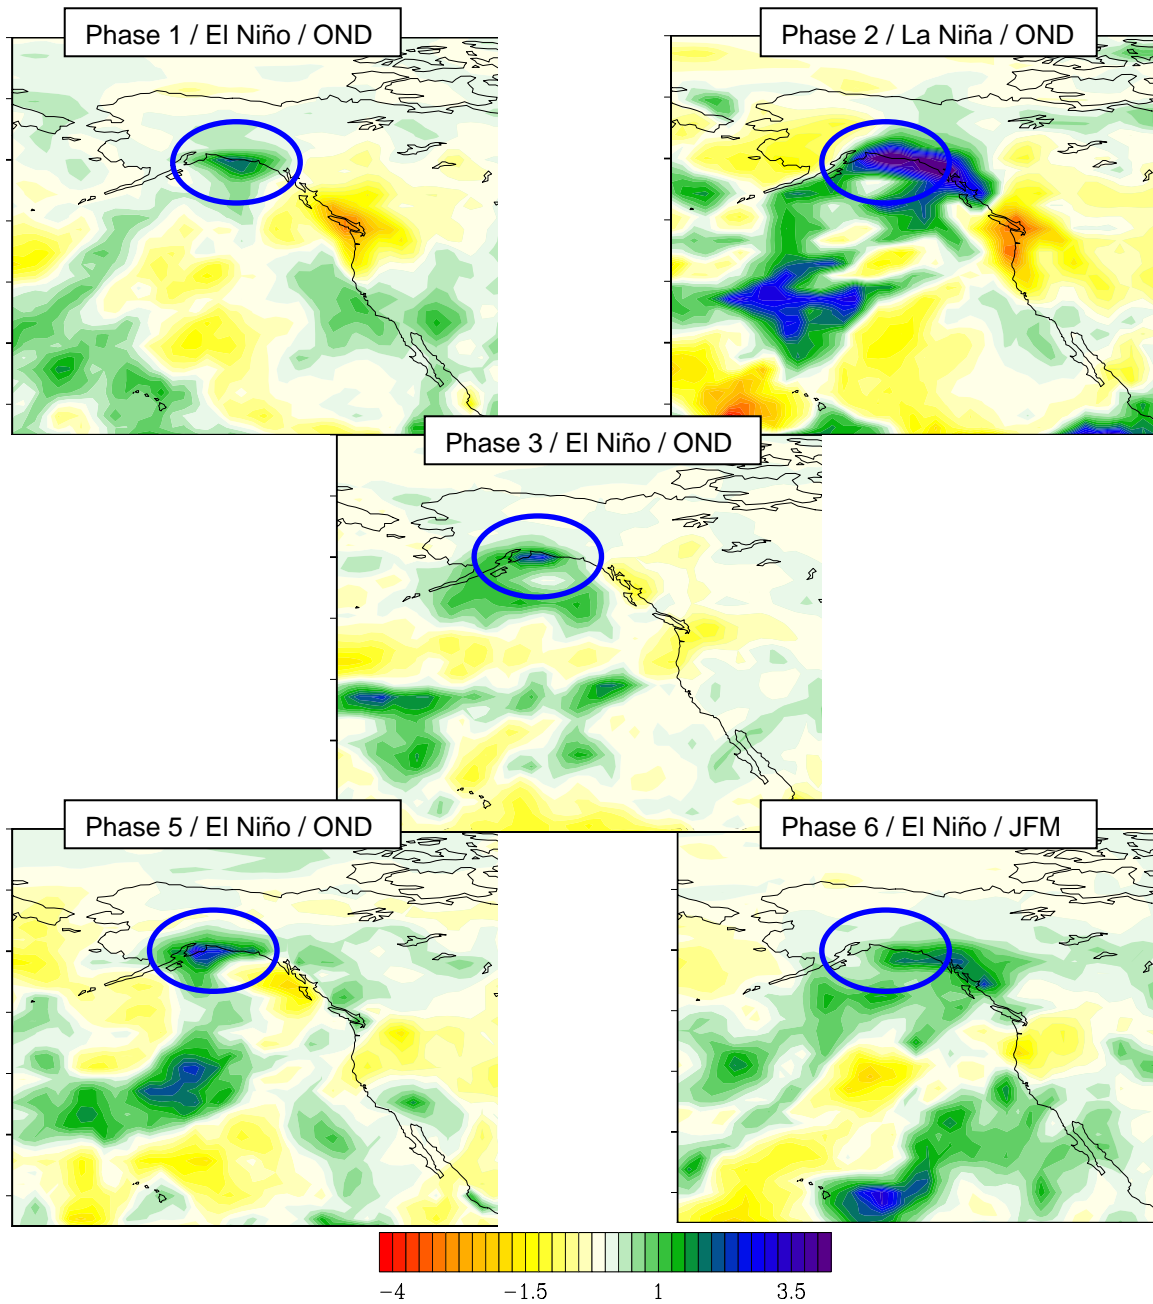 Phase 1 / El Niño / OND
Phase 2 / La Niña / OND
Phase 3 / El Niño / OND
Phase 5 / El Niño / OND
Phase 6 / El Niño / JFM
−4 −1.5 1 3.5